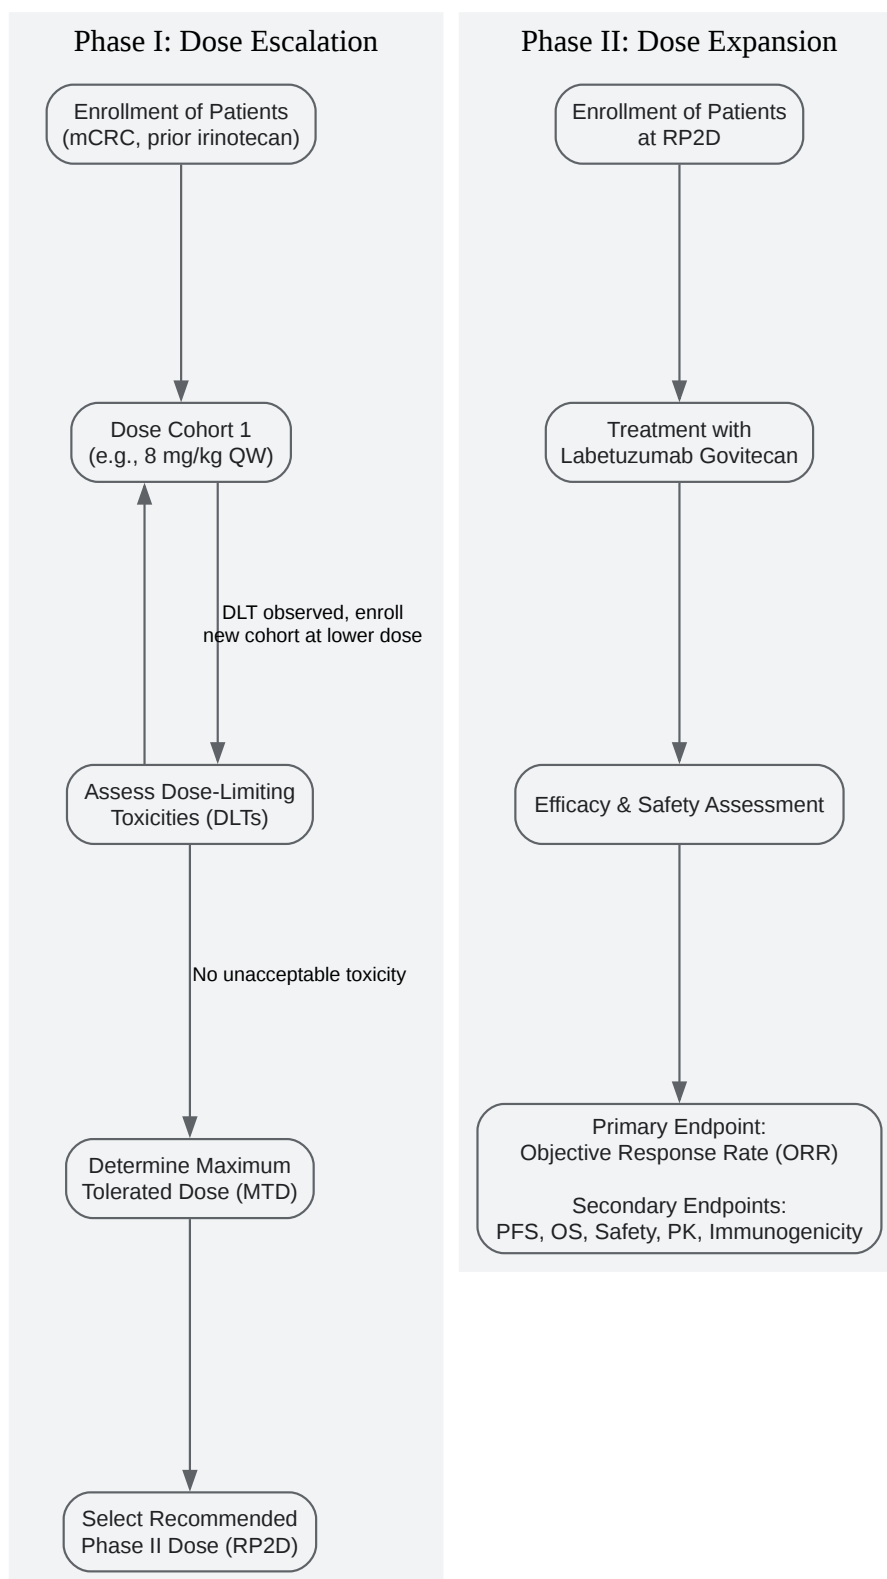 Phase I: Dose Escalation
Enrollment of Patients
(mCRC, prior irinotecan)
Dose Cohort 1
(e.g., 8 mg/kg QW)
DLT observed, enroll
new cohort at lower dose
Assess Dose-Limiting
Toxicities (DLTs)
No unacceptable toxicity
Determine Maximum
Tolerated Dose (MTD)
Select Recommended
Phase II Dose (RP2D)
Phase II: Dose Expansion
Enrollment of Patients
at RP2D
Treatment with
Labetuzumab Govitecan
Efficacy & Safety Assessment
Primary Endpoint:
Objective Response Rate (ORR)
Secondary Endpoints:
PFS, OS, Safety, PK, Immunogenicity